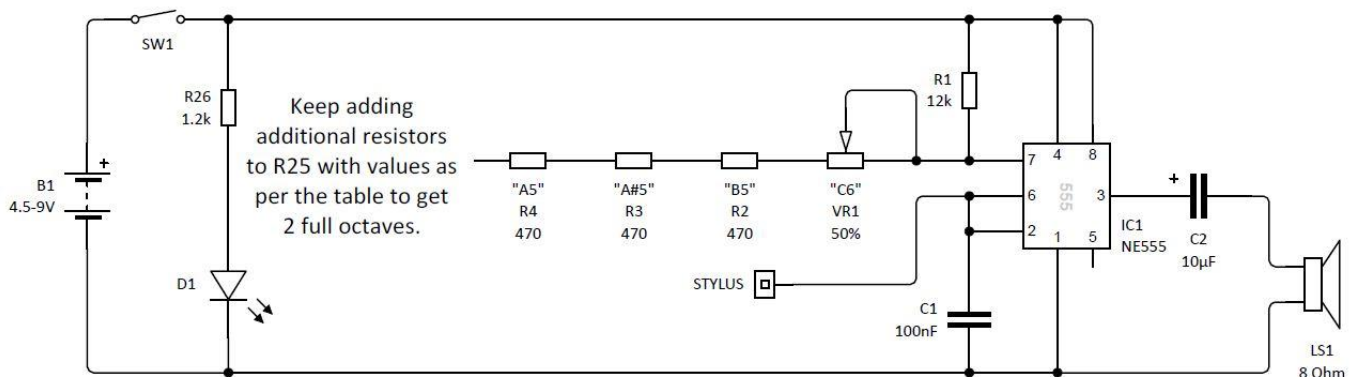 SW1
R26
1.2k
Keep adding
additional resistors
to R25 with values as
per the table to get
2 full octaves.
B1
4.5-9V
+
D1
"A5"
R4
470
"A#5"
R3
470
"B5"
R2
470
"C6"
VR1
50%
R1
12k
7
4
8
6
2
1
5
3
555
IC1
NE555
STYLUS
C1
100nF
+
C2
10µF
LS1
8 Ohm